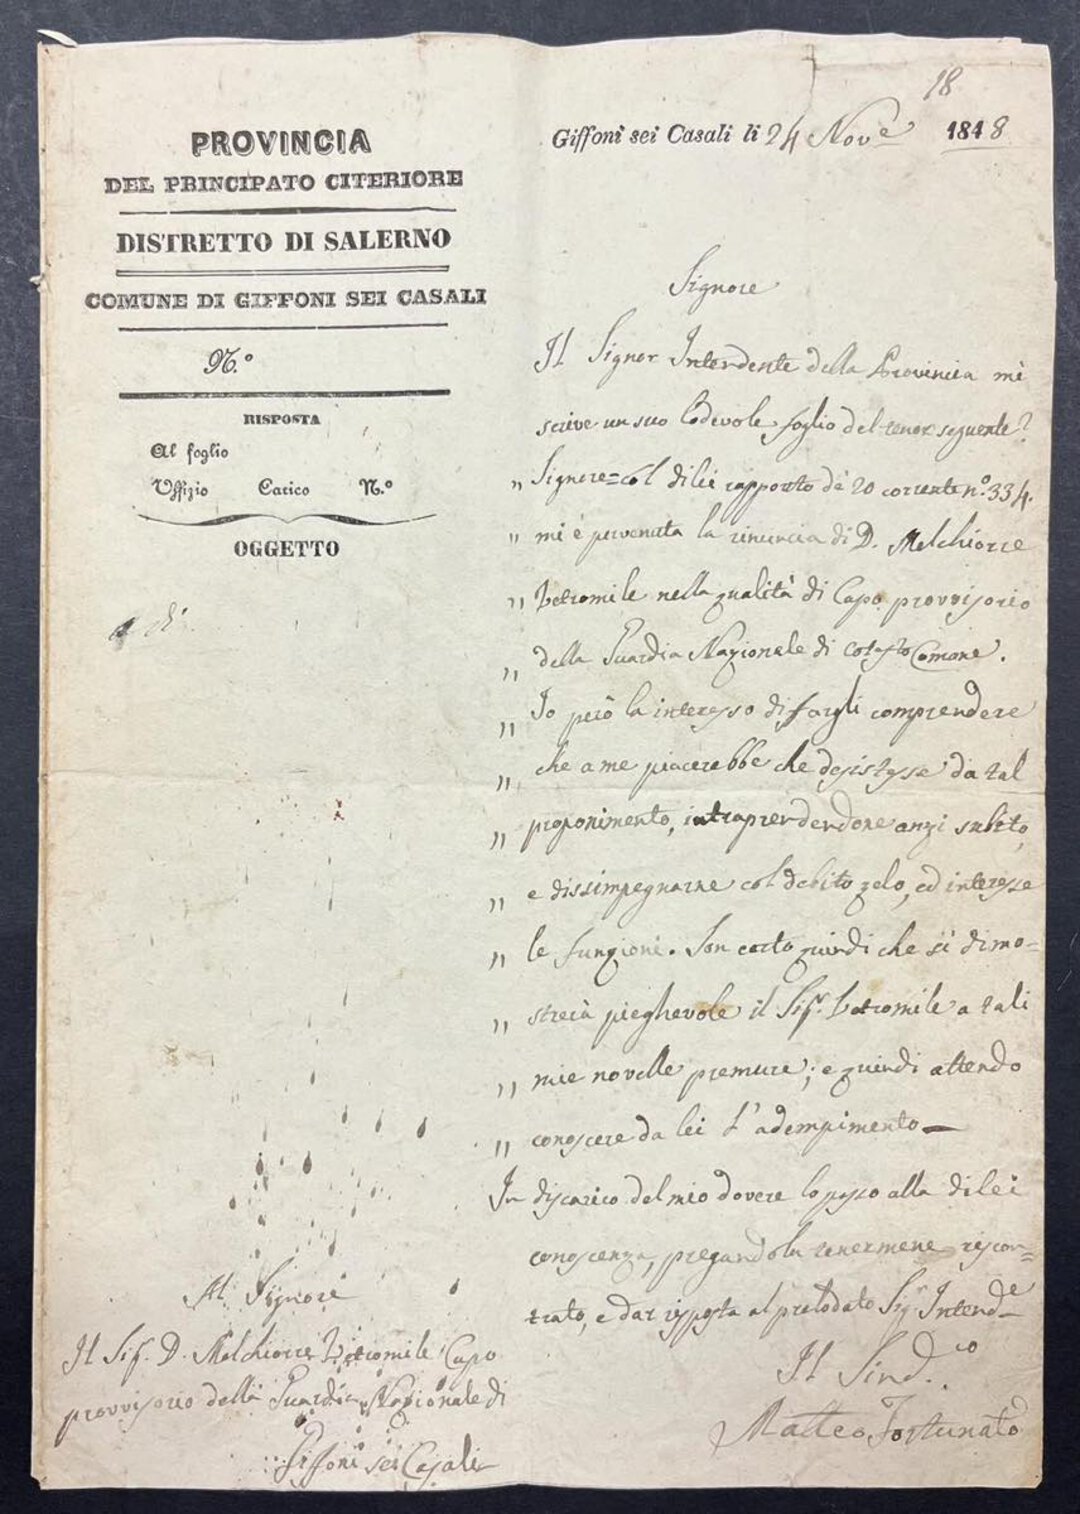 PROVINCIA
DEL PRINCIPATO CITERIORE
DISTRETTO DI SALERNO
COMUNE DI GIFFONI SEI CASALI
N.º
RISPOSTA
Al foglio
Uffizio Carico N.º
OGGETTO
18
Giffoni sei Casali li 24 Nov.e 1848
Signore
Il Signor Intendente della Provincia mi
scrive un suo lodevole foglio del tenor seguente
„ Signore = Col di lei rapporto de' 20 corrente n.º 334.
„ mi è pervenuta la rinuncia di D. Melchiorre
„ nella qualità di Capo provvisorio
„ della Guardia Nazionale di cotesto Comune.
„ Io però la interesso di fargli comprendere
„ che a me piacerebbe che desistesse da tal
„ proponimento, intraprendendone anzi subito,
„ e dissimpegnarne col debito zelo, ed interesse
„ le funzioni. Son certo quindi che si dimo=
„ strerà pieghevole il Sig.r a tali
„ mie novelle premure; e quindi attendo
„ conoscere da lei l'adempimento —
In discarico del mio dovere lo passo alla di lei
conoscenza, pregandola tenermene riscon=
trato, e dar risposta al prelodato Sig.r Intend.e
Il Sind.co
Matteo Fortunato
Al Signore
Il Sig. D. Melchiorre Capo
provvisorio della Guardia Nazionale di
Giffoni sei Casali